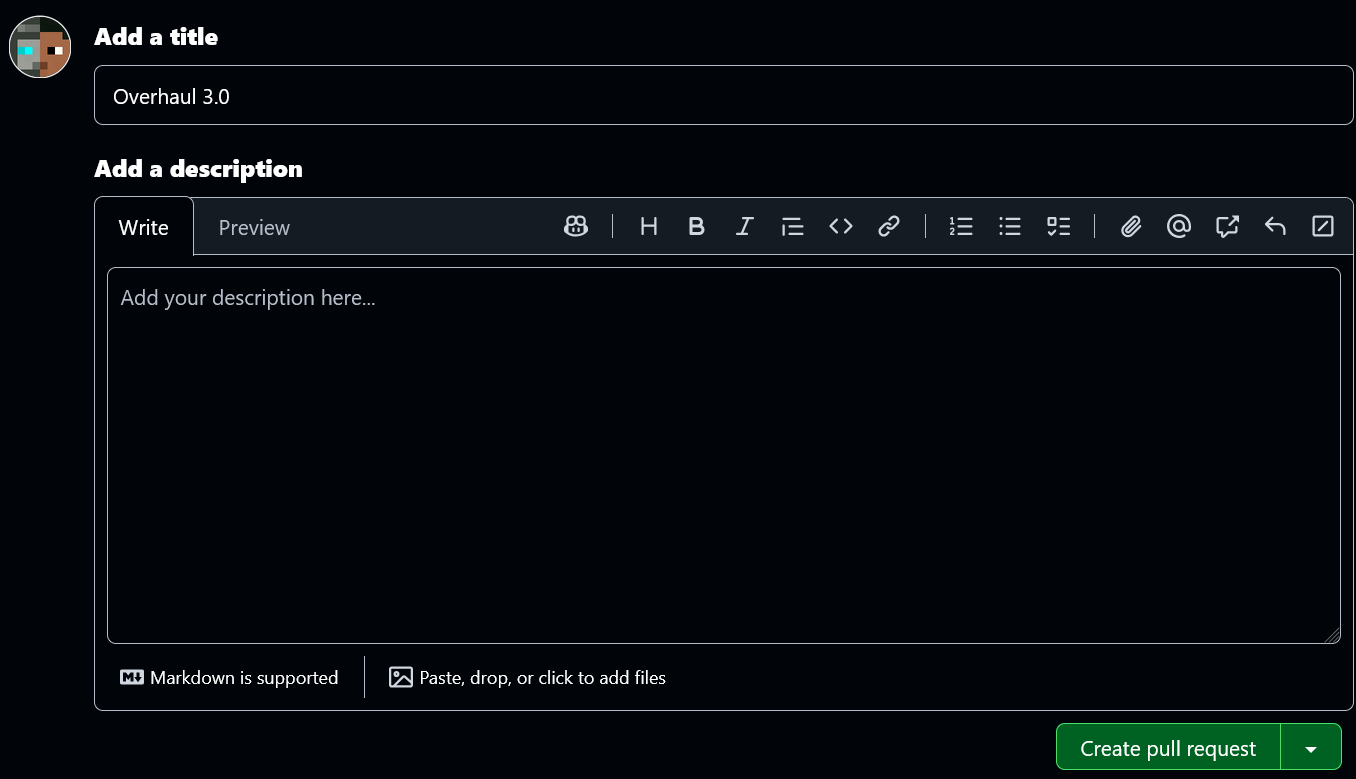 Add a title
Overhaul 3.0
Add a description
Write Preview
Add your description here...
Markdown is supported
Paste, drop, or click to add files
Create pull request